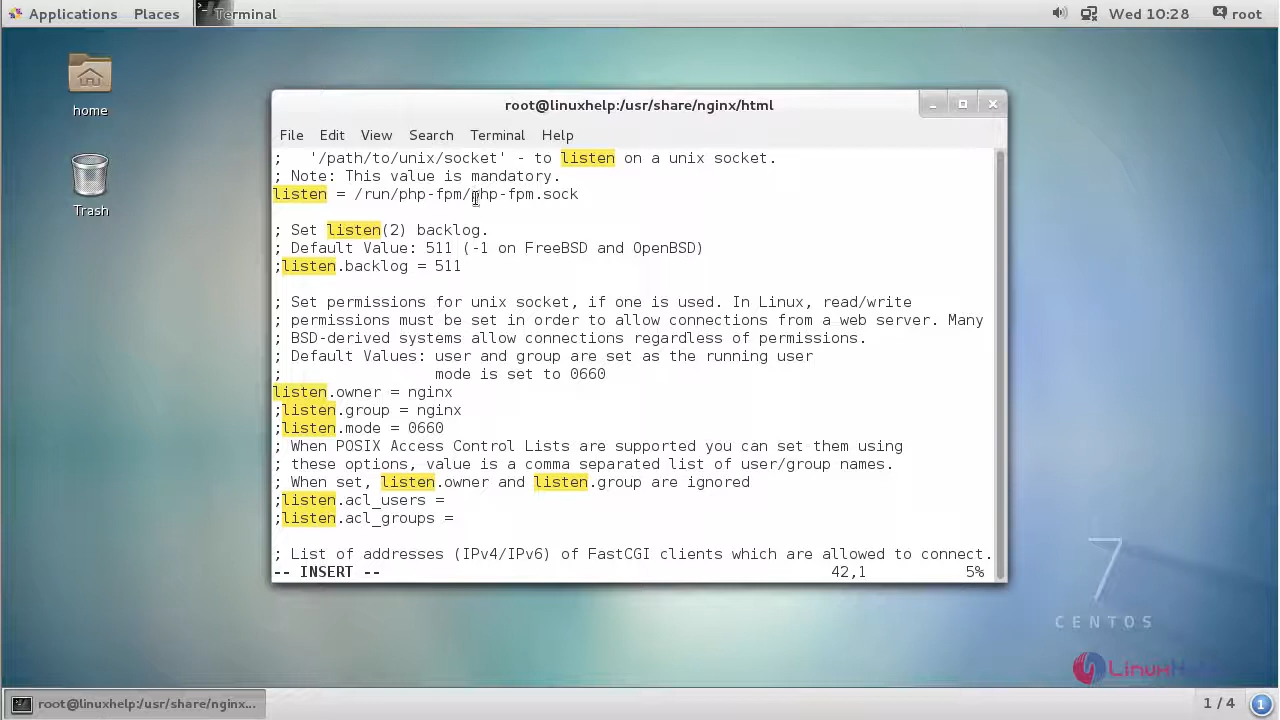 Applications Places Terminal Wed 10:28 root
home
Trash
root@linuxhelp:/usr/share/nginx/html
File Edit View Search Terminal Help
;   '/path/to/unix/socket' - to listen on a unix socket.
; Note: This value is mandatory.
listen = /run/php-fpm/php-fpm.sock
; Set listen(2) backlog.
; Default Value: 511 (-1 on FreeBSD and OpenBSD)
;listen.backlog = 511
; Set permissions for unix socket, if one is used. In Linux, read/write
; permissions must be set in order to allow connections from a web server. Many
; BSD-derived systems allow connections regardless of permissions.
; Default Values: user and group are set as the running user
;                 mode is set to 0660
listen.owner = nginx
;listen.group = nginx
;listen.mode = 0660
; When POSIX Access Control Lists are supported you can set them using
; these options, value is a comma separated list of user/group names.
; When set, listen.owner and listen.group are ignored
;listen.acl_users =
;listen.acl_groups =
; List of addresses (IPv4/IPv6) of FastCGI clients which are allowed to connect.
-- INSERT -- 42,1 5%
7
CENTOS
root@linuxhelp:/usr/share/nginx... 1 / 4 1